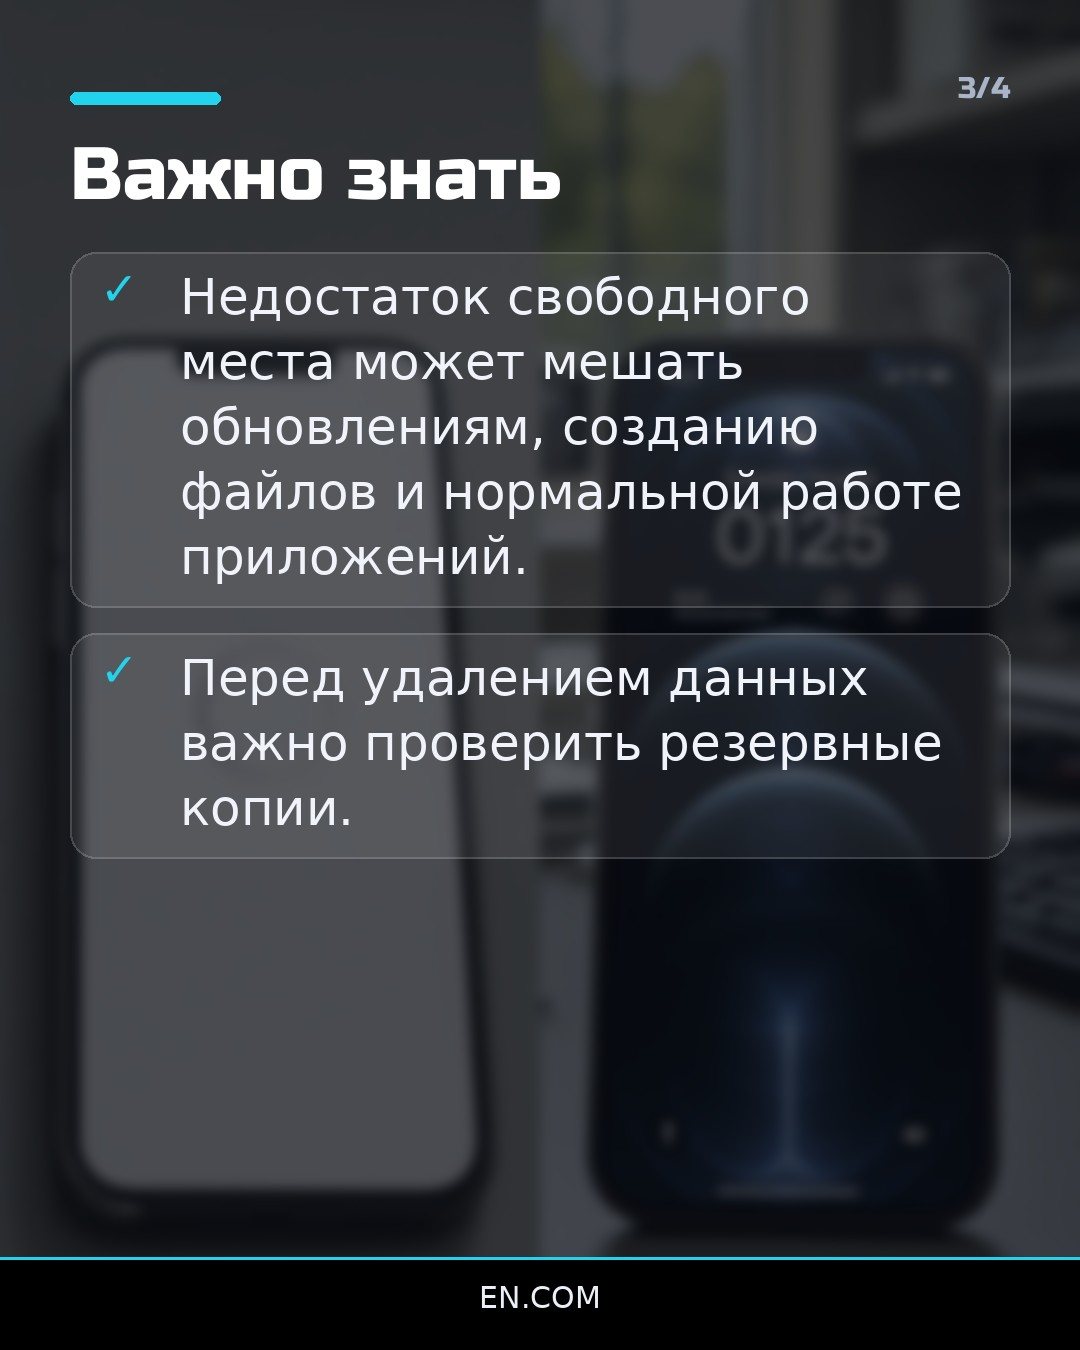 3/4
Важно знать
✓ Недостаток свободного
места может мешать
обновлениям, созданию
файлов и нормальной работе
приложений.
0125
✓ Перед удалением данных
важно проверить резервные
копии.
EN.COM